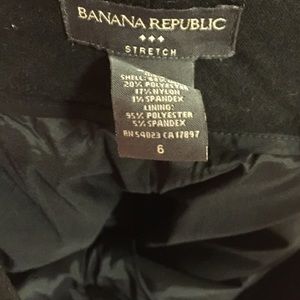 BANANA REPUBLIC
STRETCH
SHELL:
20% POLYESTER
17% NYLON
1% SPANDEX
LINING:
95% POLYESTER
5% SPANDEX
RN 54023 CA 17897
6